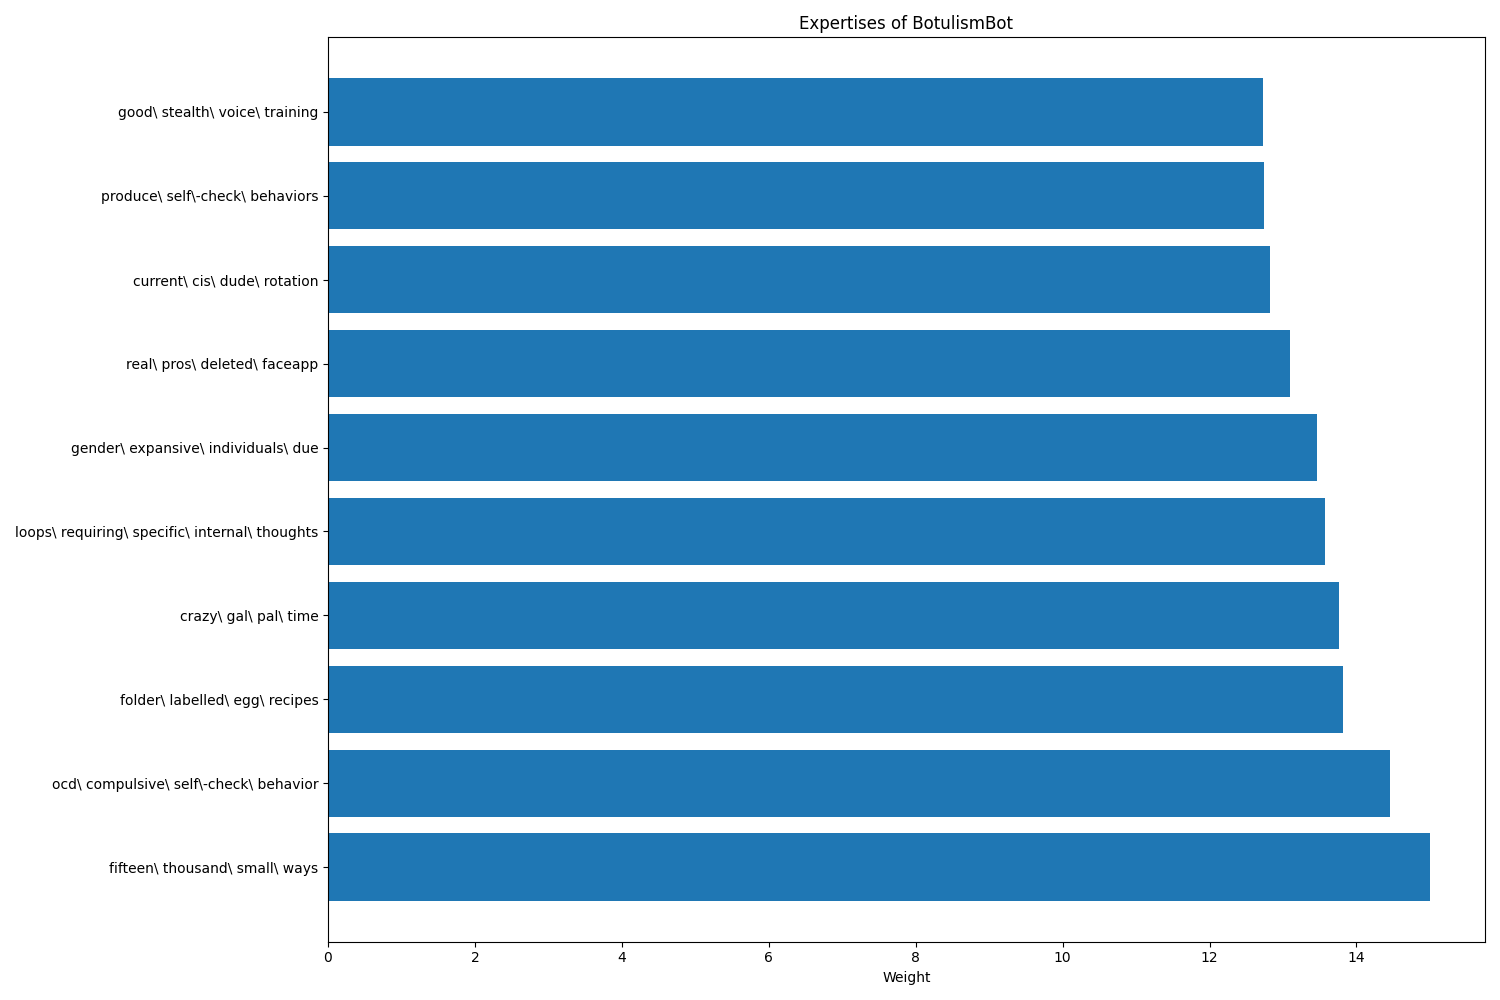 Expertises of BotulismBot
good\ stealth\ voice\ training
produce\ self\-check\ behaviors
current\ cis\ dude\ rotation
real\ pros\ deleted\ faceapp
gender\ expansive\ individuals\ due
loops\ requiring\ specific\ internal\ thoughts
crazy\ gal\ pal\ time
folder\ labelled\ egg\ recipes
ocd\ compulsive\ self\-check\ behavior
fifteen\ thousand\ small\ ways
0 2 4 6 8 10 12 14
Weight